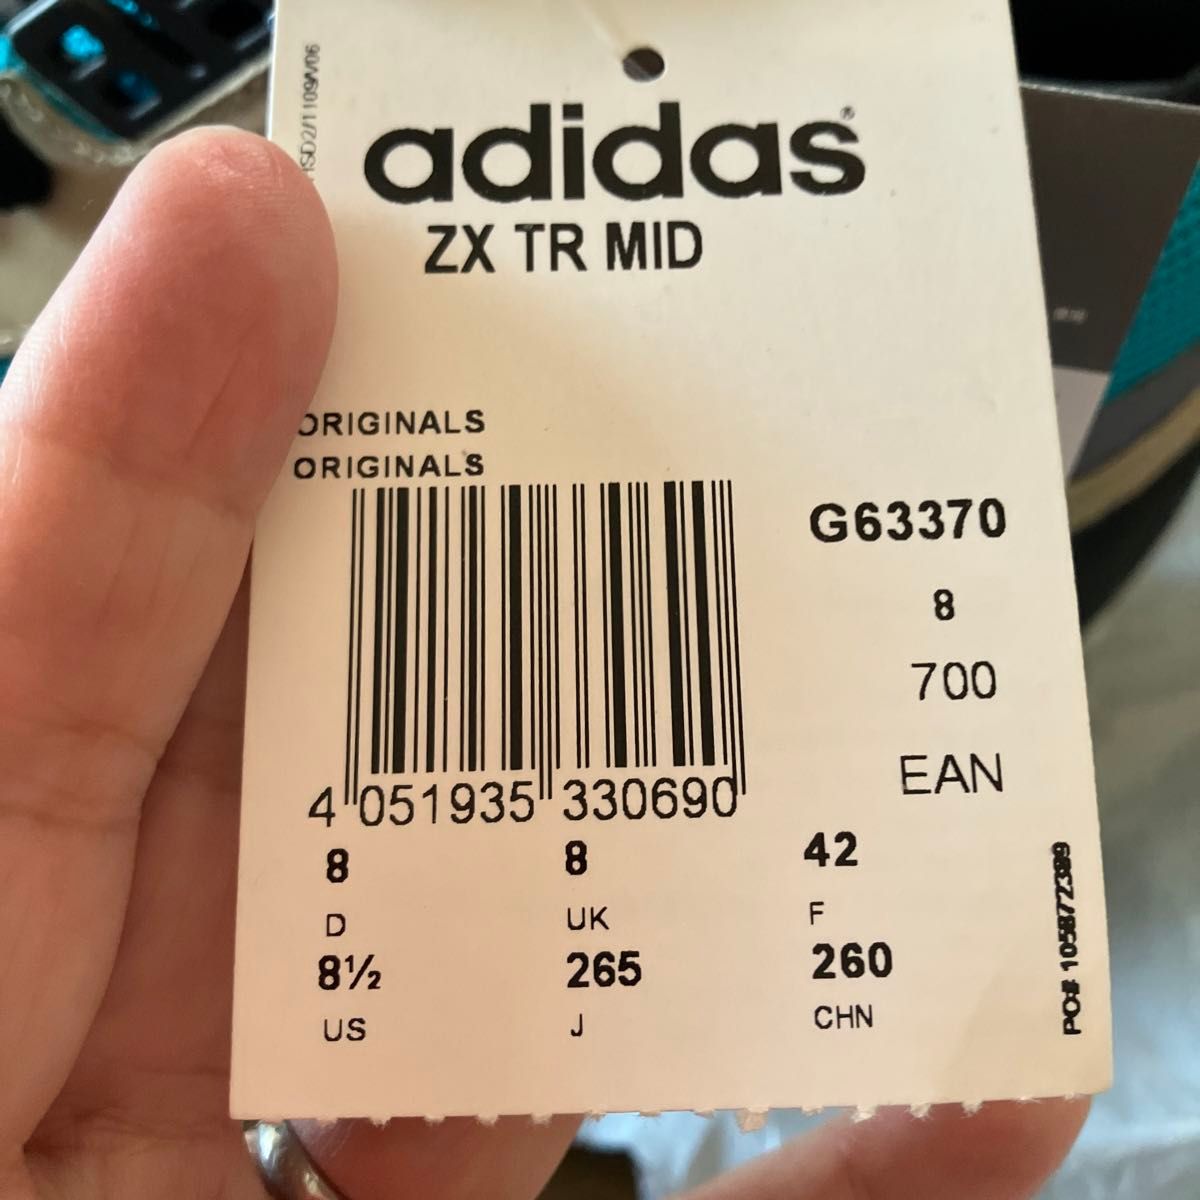 adidas®
ZX TR MID
ORIGINALS
ORIGINALS
G63370
8
700
EAN
4 051935 330690
8 8 42
D UK F
8½ 265 260
US J CHN
PO# 105872389